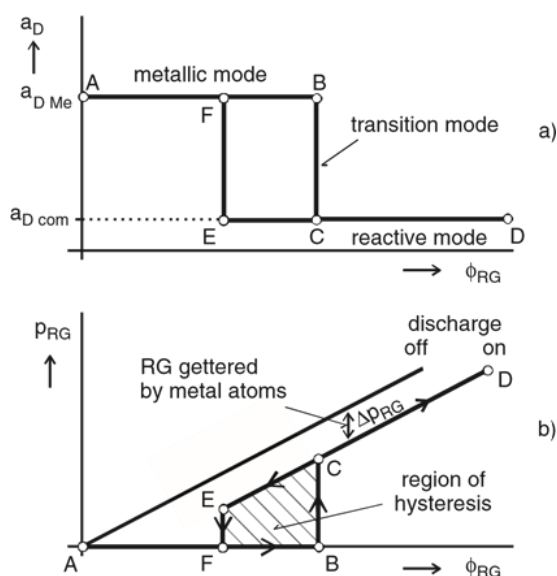 a_D
A
metallic mode
B
a_D Me
F
transition mode
a)
a_D com
E
C
reactive mode
D
ϕ_RG
p_RG
discharge
off
on
RG gettered
by metal atoms
Δp_RG
D
b)
C
E
region of
hysteresis
A
F
B
ϕ_RG